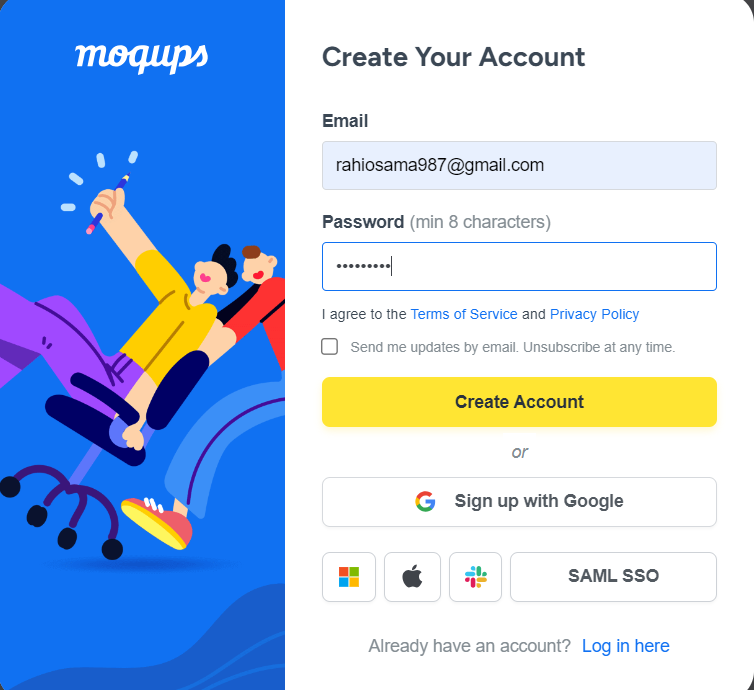 moqups
Create Your Account
Email
rahiosama987@gmail.com
Password (min 8 characters)
•••••••••
I agree to the Terms of Service and Privacy Policy
Send me updates by email. Unsubscribe at any time.
Create Account
or
Sign up with Google
SAML SSO
Already have an account? Log in here